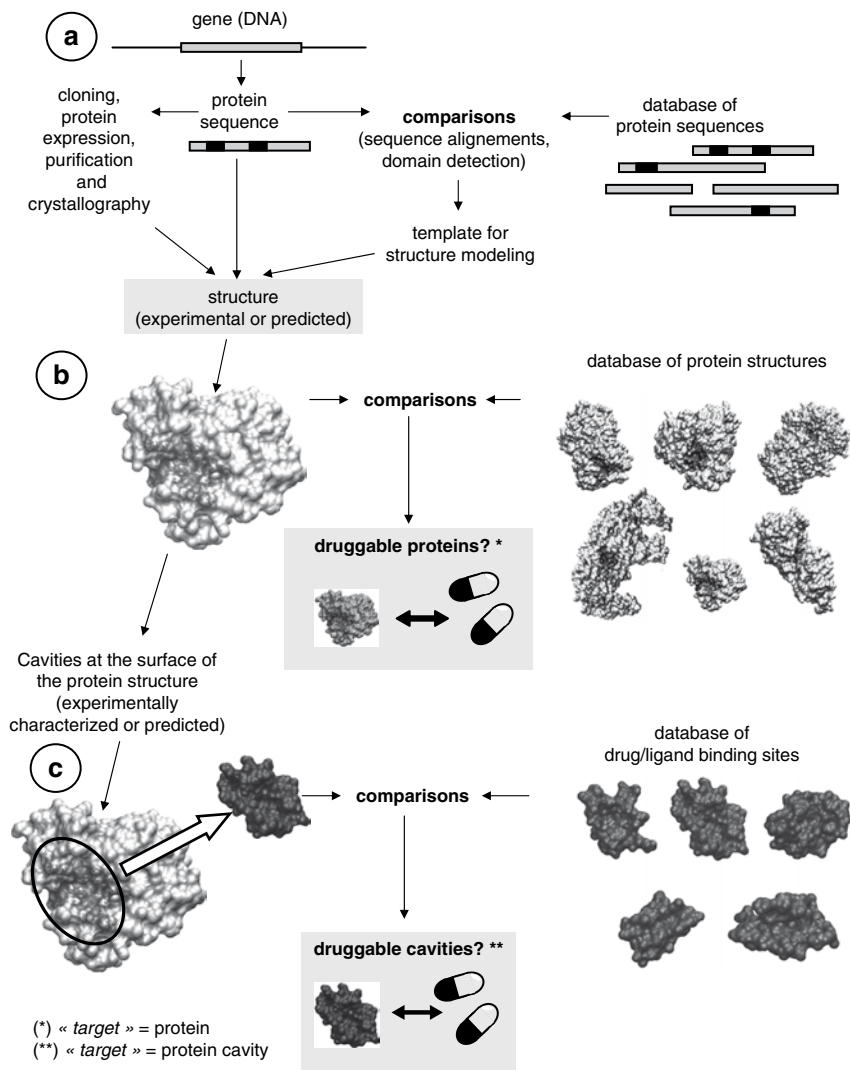 a
gene (DNA)
cloning,
protein
expression,
purification
and
crystallography
protein
sequence
comparisons
(sequence alignements,
domain detection)
database of
protein sequences
template for
structure modeling
structure
(experimental or predicted)
b
comparisons
database of protein structures
druggable proteins? *
Cavities at the surface of
the protein structure
(experimentally
characterized or predicted)
c
comparisons
database of
drug/ligand binding sites
druggable cavities? **
(*) « target » = protein
(**) « target » = protein cavity